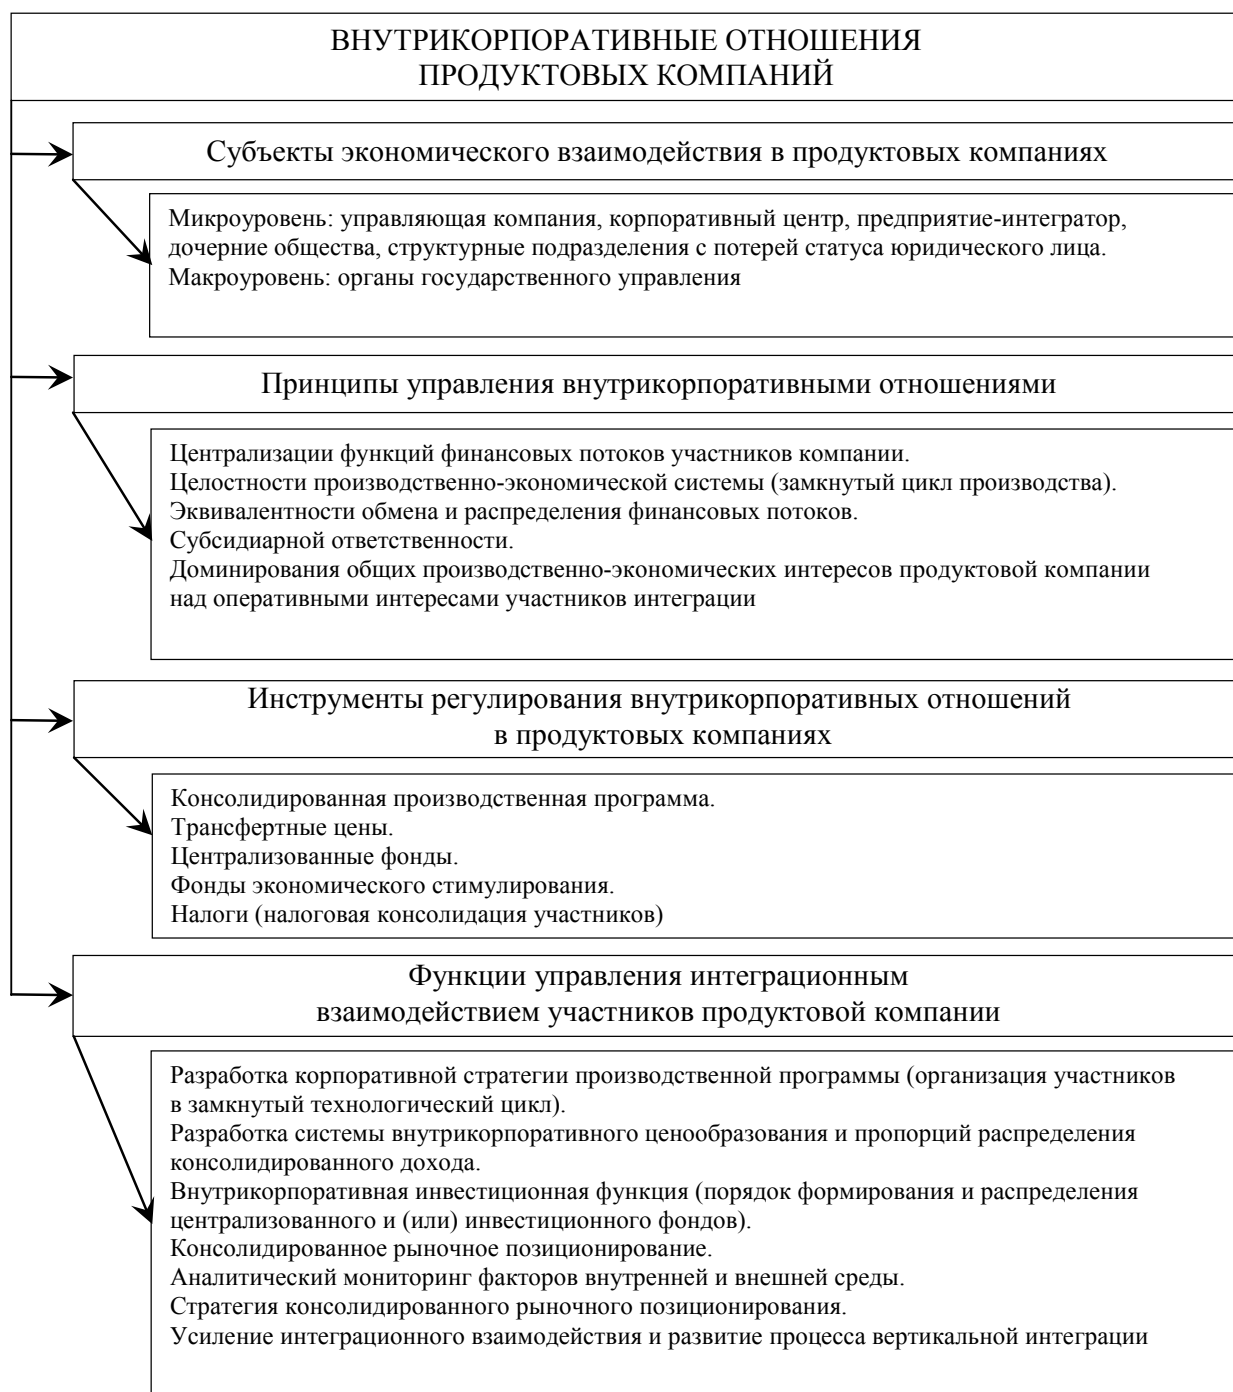 ВНУТРИКОРПОРАТИВНЫЕ ОТНОШЕНИЯ
ПРОДУКТОВЫХ КОМПАНИЙ
Субъекты экономического взаимодействия в продуктовых компаниях
Микроуровень: управляющая компания, корпоративный центр, предприятие-интегратор,
дочерние общества, структурные подразделения с потерей статуса юридического лица.
Макроуровень: органы государственного управления
Принципы управления внутрикорпоративными отношениями
Централизации функций финансовых потоков участников компании.
Целостности производственно-экономической системы (замкнутый цикл производства).
Эквивалентности обмена и распределения финансовых потоков.
Субсидиарной ответственности.
Доминирования общих производственно-экономических интересов продуктовой компании
над оперативными интересами участников интеграции
Инструменты регулирования внутрикорпоративных отношений
в продуктовых компаниях
Консолидированная производственная программа.
Трансфертные цены.
Централизованные фонды.
Фонды экономического стимулирования.
Налоги (налоговая консолидация участников)
Функции управления интеграционным
взаимодействием участников продуктовой компании
Разработка корпоративной стратегии производственной программы (организация участников
в замкнутый технологический цикл).
Разработка системы внутрикорпоративного ценообразования и пропорций распределения
консолидированного дохода.
Внутрикорпоративная инвестиционная функция (порядок формирования и распределения
централизованного и (или) инвестиционного фондов).
Консолидированное рыночное позиционирование.
Аналитический мониторинг факторов внутренней и внешней среды.
Стратегия консолидированного рыночного позиционирования.
Усиление интеграционного взаимодействия и развитие процесса вертикальной интеграции